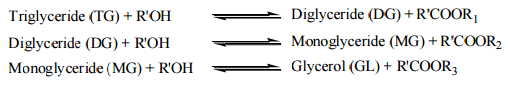 Triglyceride (TG) + R'OH ⇌ Diglyceride (DG) + R'COOR₁
Diglyceride (DG) + R'OH ⇌ Monoglyceride (MG) + R'COOR₂
Monoglyceride (MG) + R'OH ⇌ Glycerol (GL) + R'COOR₃